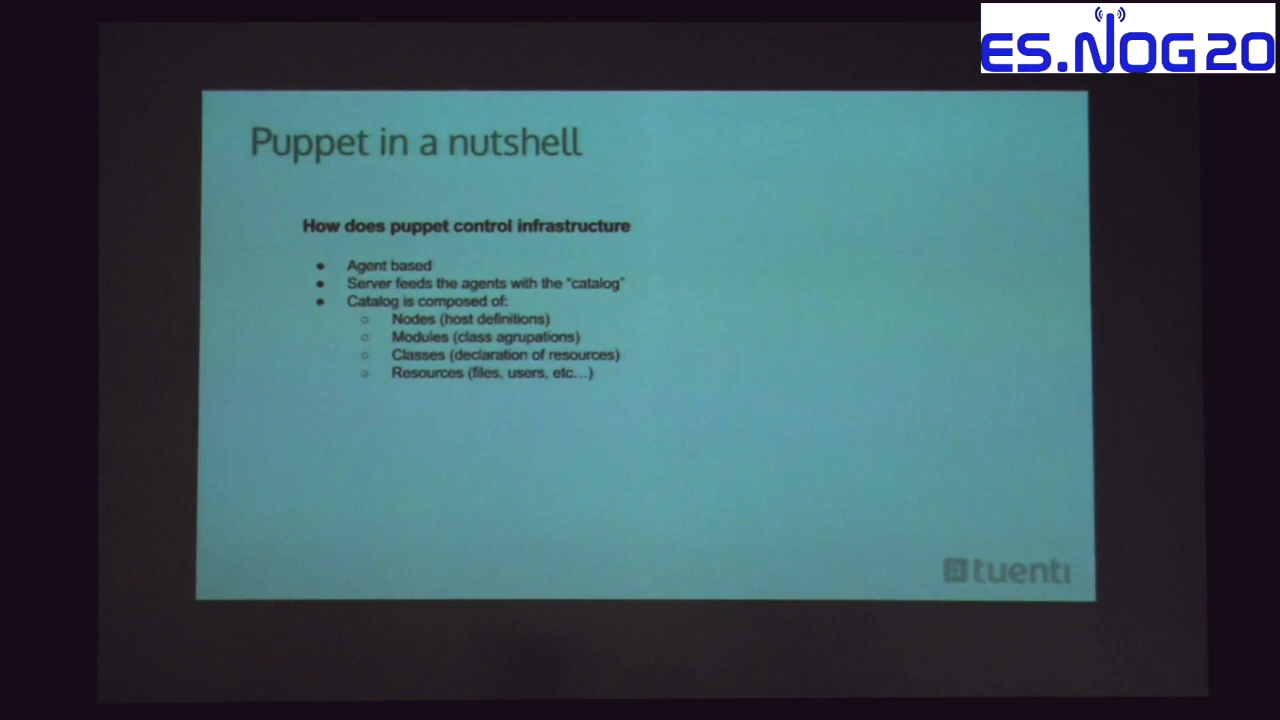 ES.NOG 20
Puppet in a nutshell
How does puppet control infrastructure
● Agent based
● Server feeds the agents with the “catalog”
● Catalog is composed of:
○ Nodes (host definitions)
○ Modules (class agrupations)
○ Classes (declaration of resources)
○ Resources (files, users, etc...)
tuenti